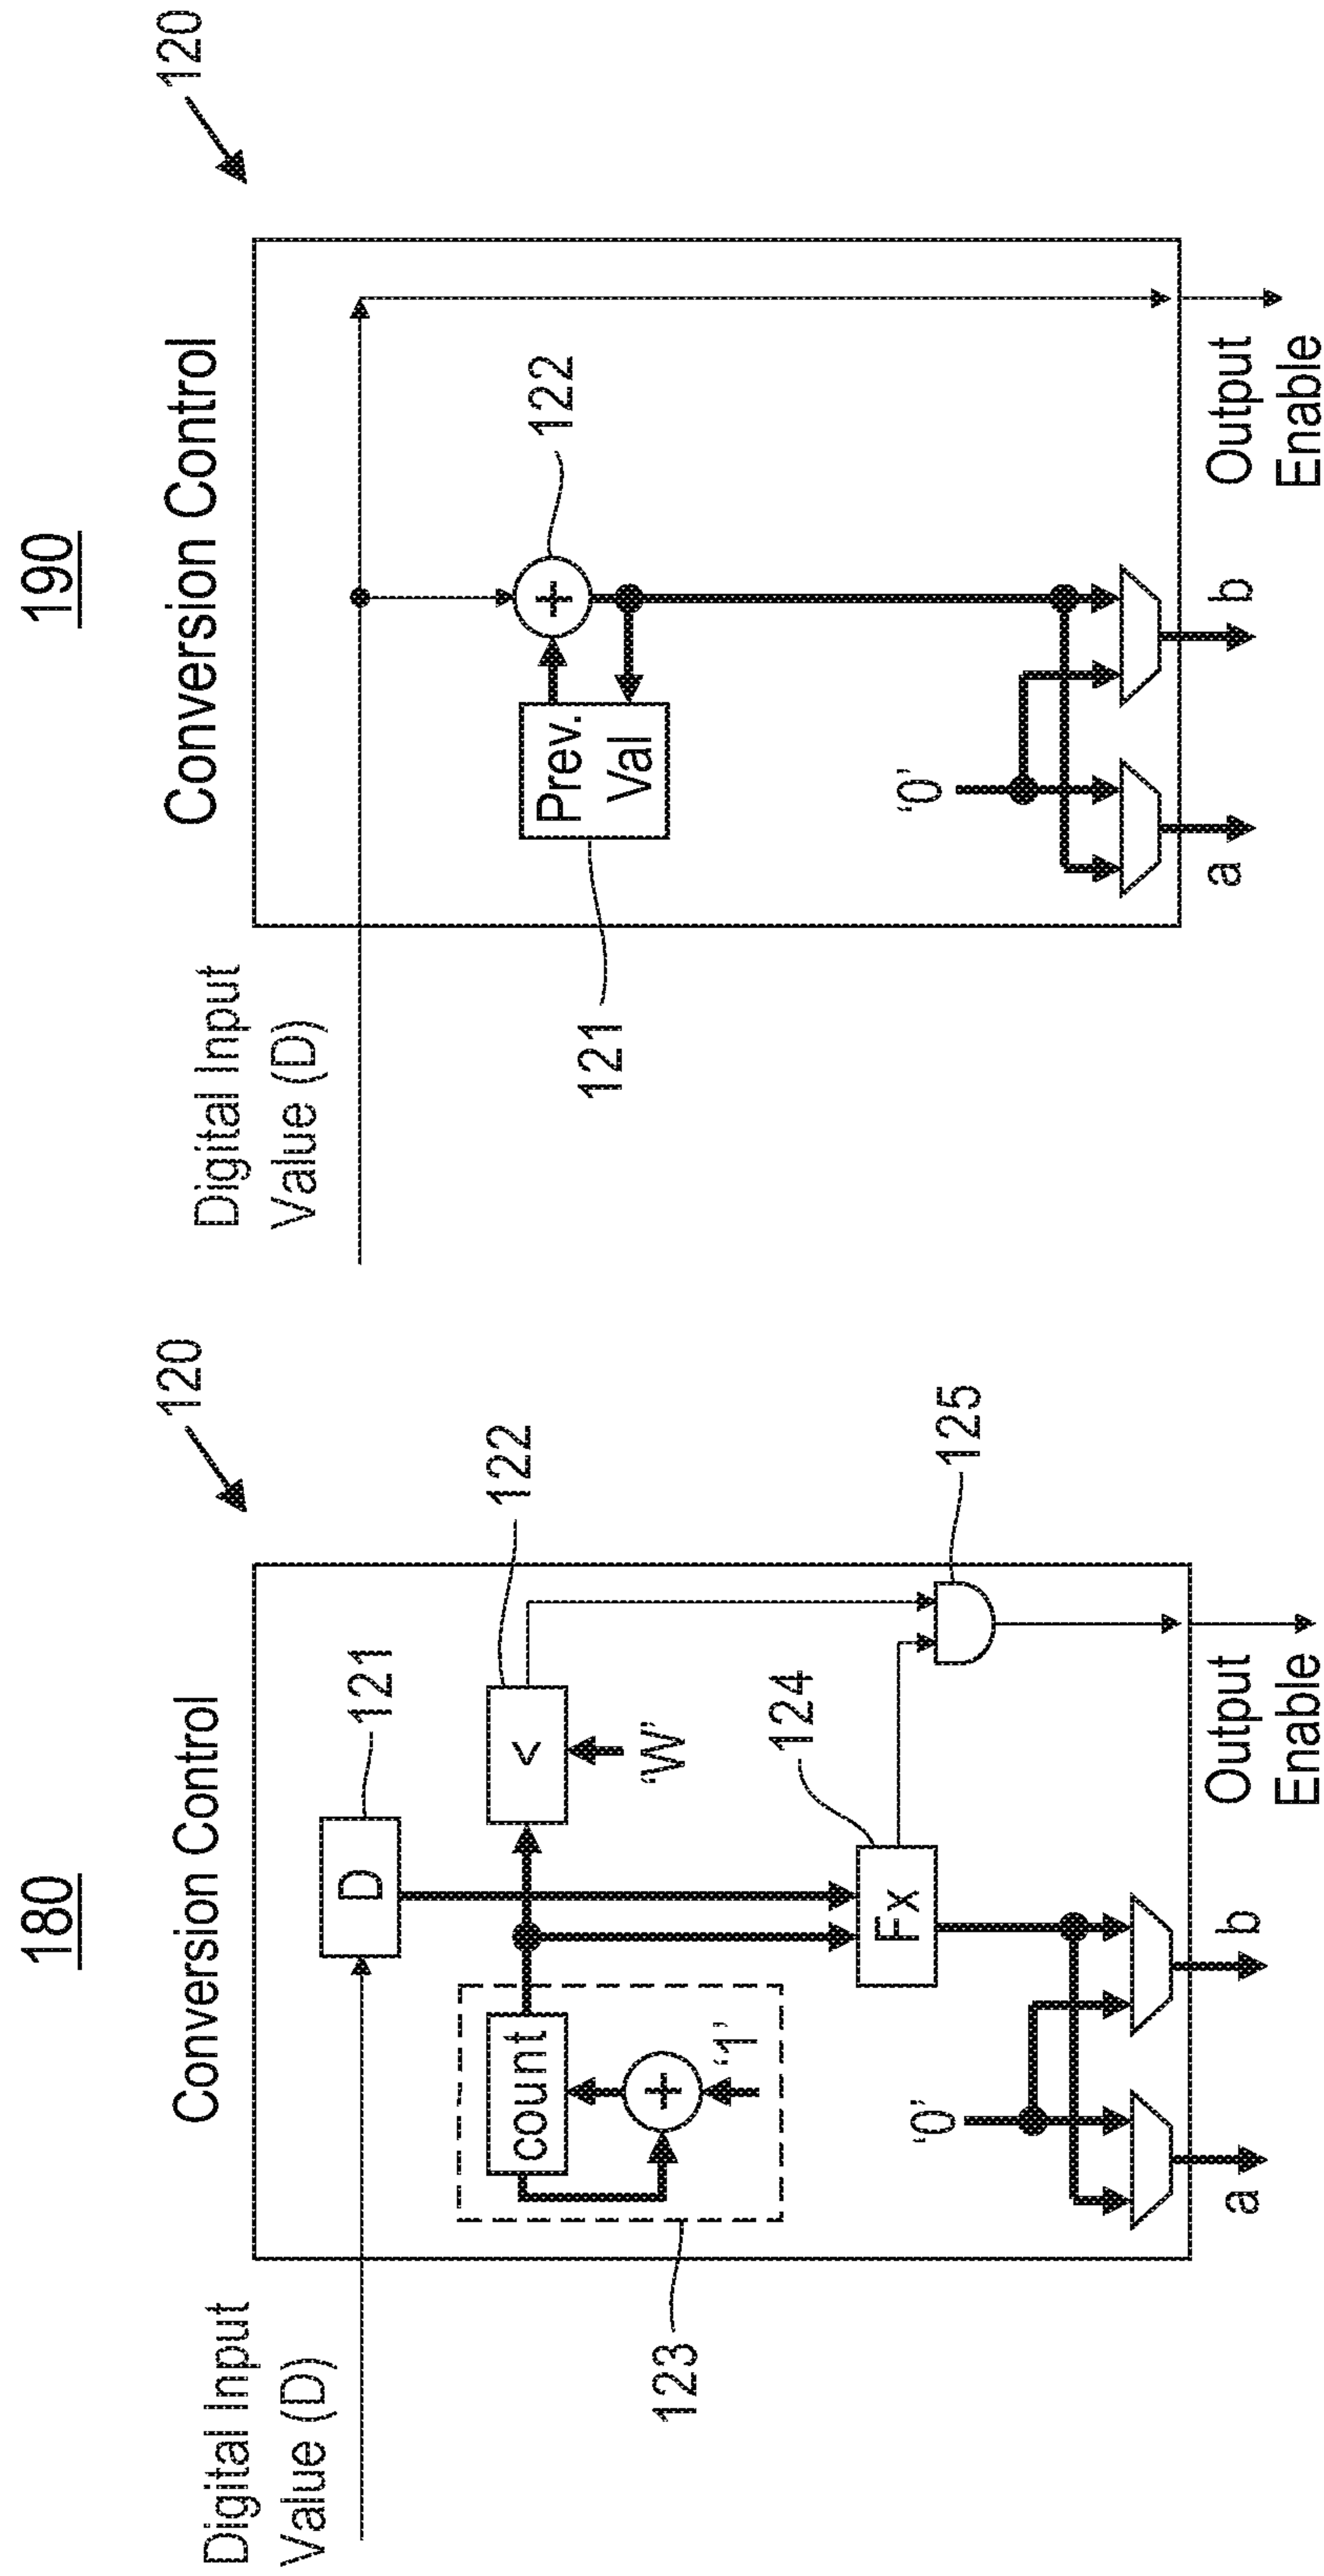 180
120
Conversion Control
Digital Input
Value (D)
D
121
122
<
'W'
count
+
'1'
123
124
Fx
125
'0'
a
b
Output
Enable
190
120
Conversion Control
Digital Input
Value (D)
122
+
Prev.
Val
121
'0'
a
b
Output
Enable